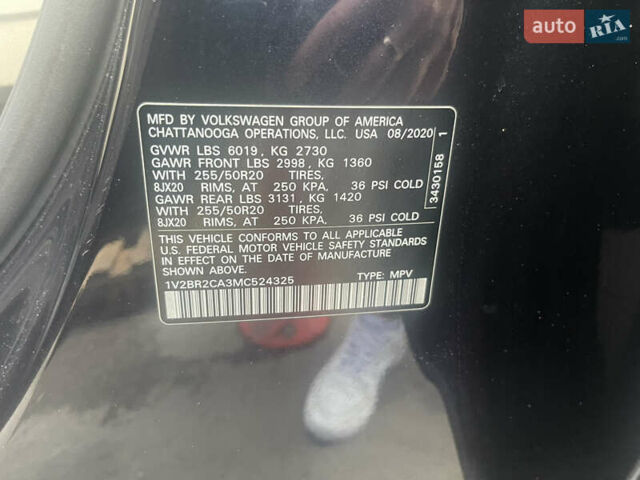 auto RIA.com
MFD BY VOLKSWAGEN GROUP OF AMERICA
CHATTANOOGA OPERATIONS, LLC. USA 08/2020
GVWR LBS 6019, KG 2730
GAWR FRONT LBS 2998, KG 1360
WITH 255/50R20 TIRES,
8JX20 RIMS, AT 250 KPA, 36 PSI COLD
GAWR REAR LBS 3131, KG 1420
WITH 255/50R20 TIRES,
8JX20 RIMS, AT 250 KPA, 36 PSI COLD
THIS VEHICLE CONFORMS TO ALL APPLICABLE
U.S. FEDERAL MOTOR VEHICLE SAFETY STANDARDS
IN EFFECT ON THE DATE OF MANUFACTURE
SHOWN ABOVE.
1V2BR2CA3MC524325 TYPE: MPV
3430158 1